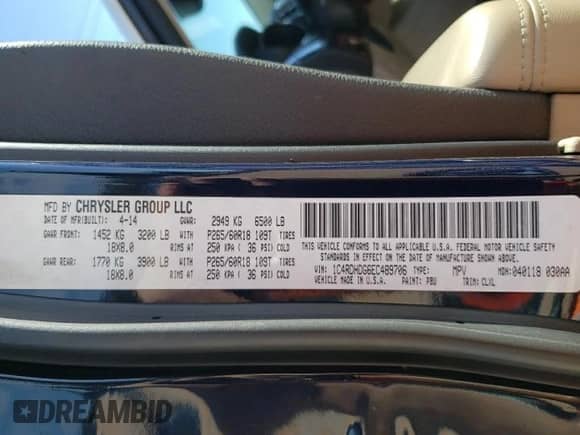 MFD BY CHRYSLER GROUP LLC
DATE OF MFR(BUILT): 4-14 GVWR: 2949 KG 6500 LB
GAWR FRONT: 1452 KG 3200 LB WITH P265/60R18 109T TIRES
18X8.0 RIMS AT 250 KPA ( 36 PSI) COLD
GAWR REAR: 1770 KG 3900 LB WITH P265/60R18 109T TIRES
18X8.0 RIMS AT 250 KPA ( 36 PSI) COLD
THIS VEHICLE CONFORMS TO ALL APPLICABLE U.S.A. FEDERAL MOTOR VEHICLE SAFETY
STANDARDS IN EFFECT ON THE DATE OF MANUFACTURE SHOWN ABOVE.
VIN: 1C4RDHDG6EC489706 TYPE: MPV MDH: 040118 030AA
VEHICLE MADE IN U.S.A. PAINT: PBU TRIM: CLVL
DREAMBID